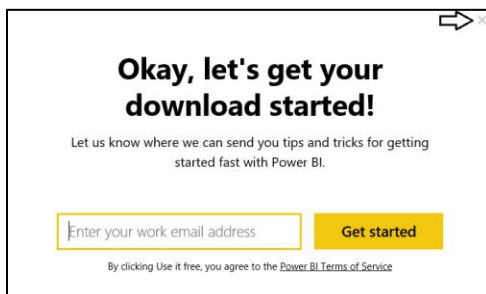 Okay, let's get your
download started!
Let us know where we can send you tips and tricks for getting
started fast with Power BI.
Enter your work email address
Get started
By clicking Use it free, you agree to the Power BI Terms of Service